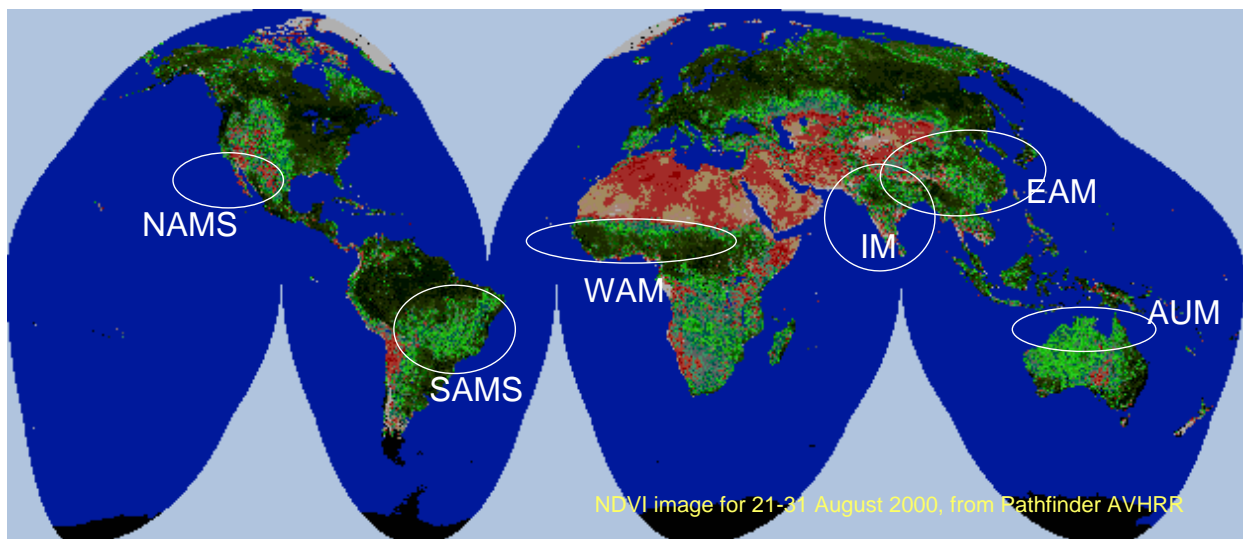 EAM
NAMS
IM
WAM
AUM
SAMS
NDVI image for 21-31 August 2000, from Pathfinder AVHRR